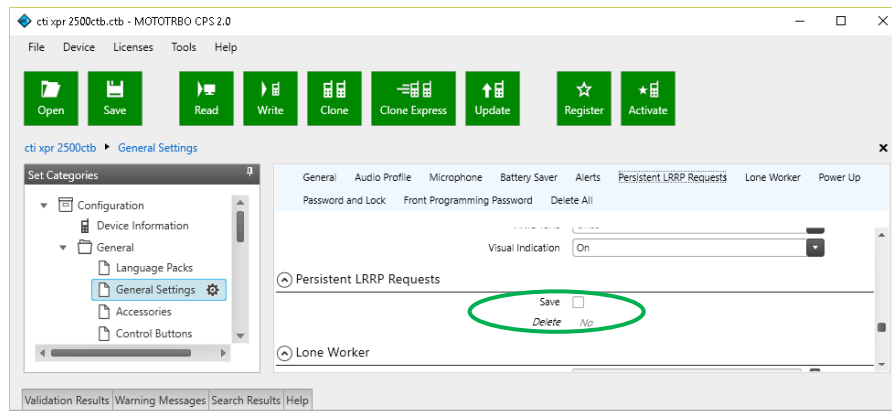 cti xpr 2500ctb.ctb - MOTOTRBO CPS 2.0
File Device Licenses Tools Help
Open Save Read Write Clone Clone Express Update Register Activate
cti xpr 2500ctb General Settings
Set Categories
Configuration
Device Information
General
Language Packs
General Settings
Accessories
Control Buttons
General Audio Profile Microphone Battery Saver Alerts Persistent LRRP Requests Lone Worker Power Up
Password and Lock Front Programming Password Delete All
Visual Indication On
Persistent LRRP Requests
Save
Delete No
Lone Worker
Validation Results Warning Messages Search Results Help